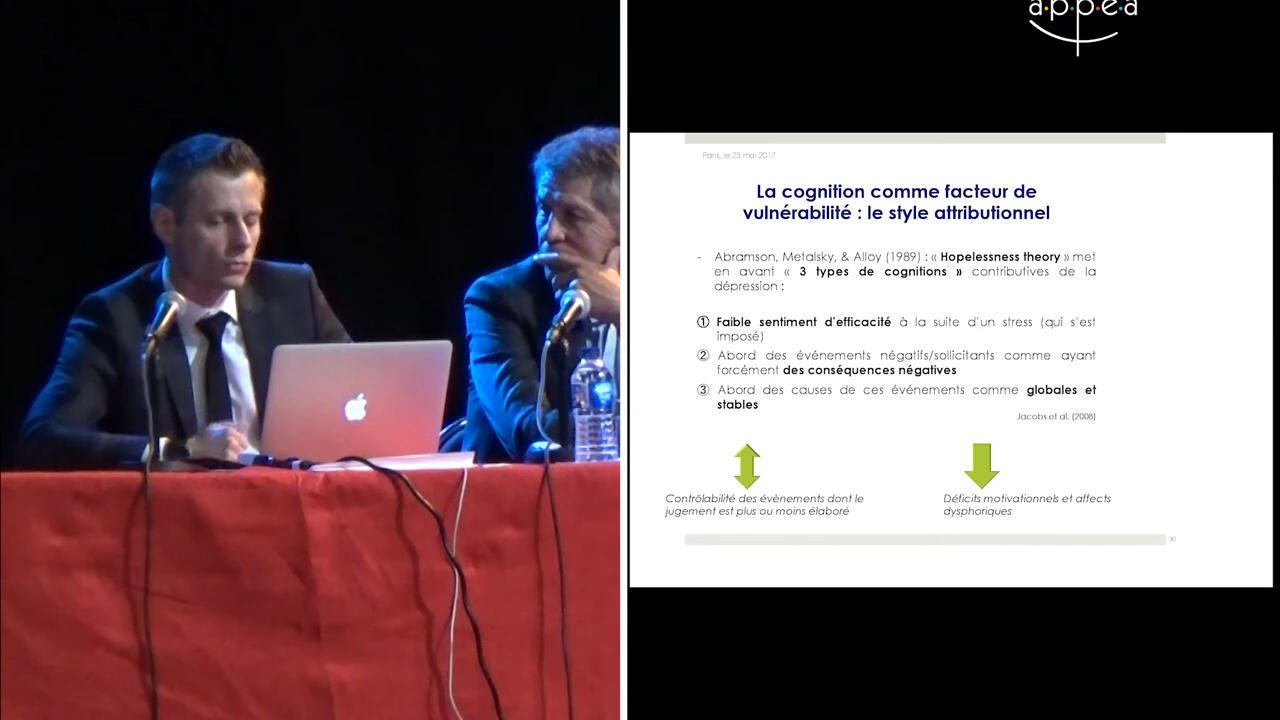 a.p.p.e.a
Paris, le 23 mai 2017
La cognition comme facteur de
vulnérabilité : le style attributionnel
- Abramson, Metalsky, & Alloy (1989) : « Hopelessness theory » met
en avant « 3 types de cognitions » contributives de la
dépression :
① Faible sentiment d'efficacité à la suite d'un stress (qui s'est
imposé)
② Abord des événements négatifs/sollicitants comme ayant
forcément des conséquences négatives
③ Abord des causes de ces événements comme globales et
stables
Jacobs et al. (2008)
Contrôlabilité des évènements dont le
jugement est plus ou moins élaboré
Déficits motivationnels et affects
dysphoriques
30